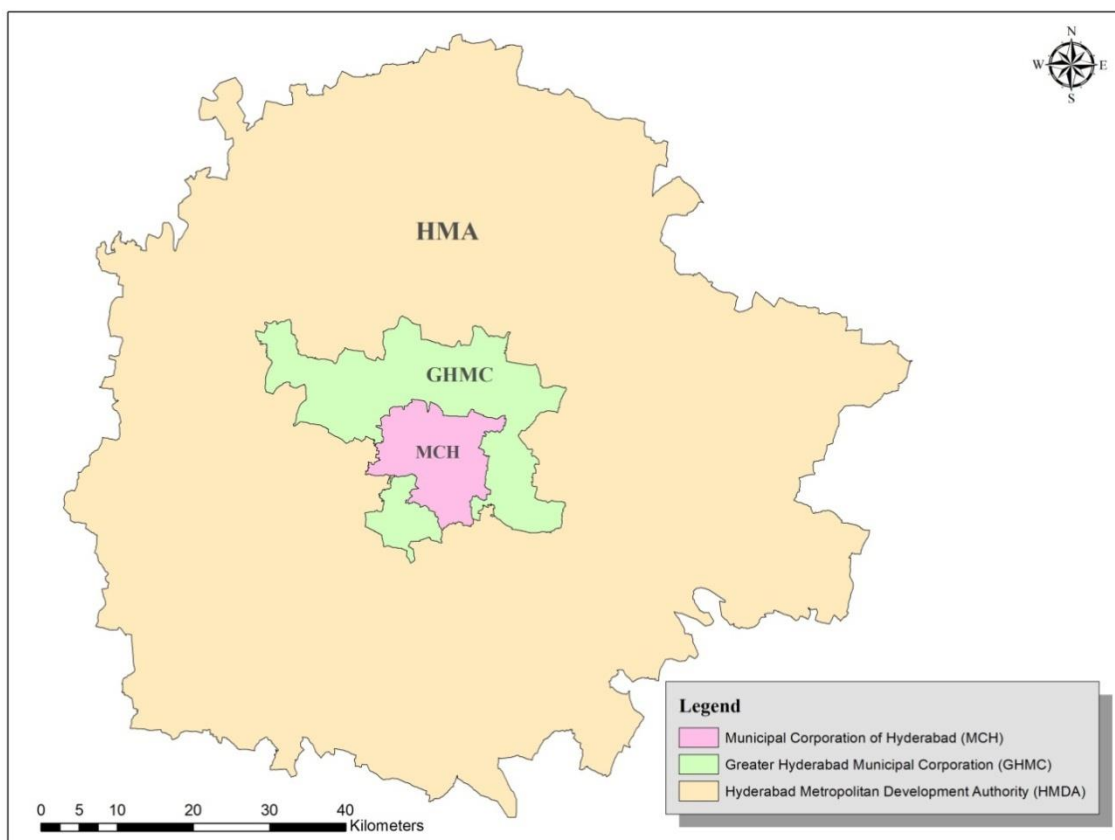 N
W E
S
HMA
GHMC
MCH
Legend
Municipal Corporation of Hyderabad (MCH)
Greater Hyderabad Municipal Corporation (GHMC)
Hyderabad Metropolitan Development Authority (HMDA)
0 5 10 20 30 40
Kilometers